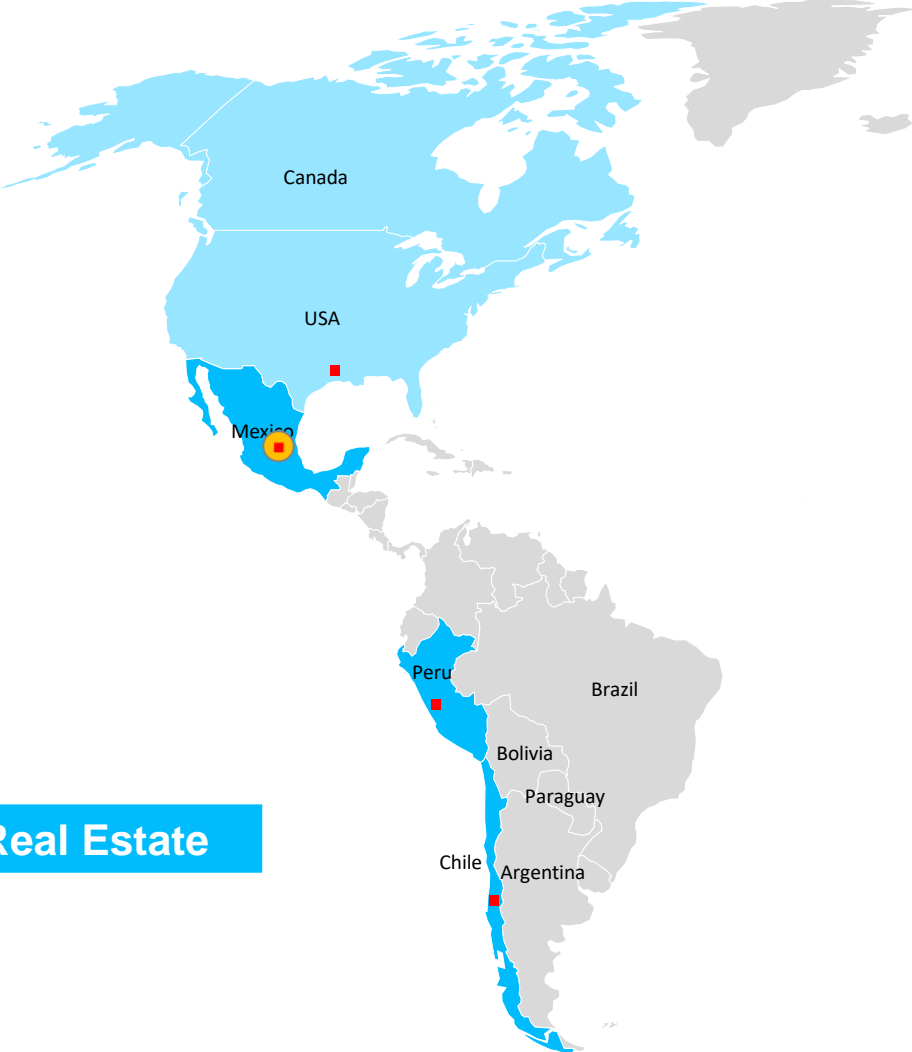 Canada
USA
Mexico
Peru
Brazil
Bolivia
Paraguay
Real Estate
Chile
Argentina